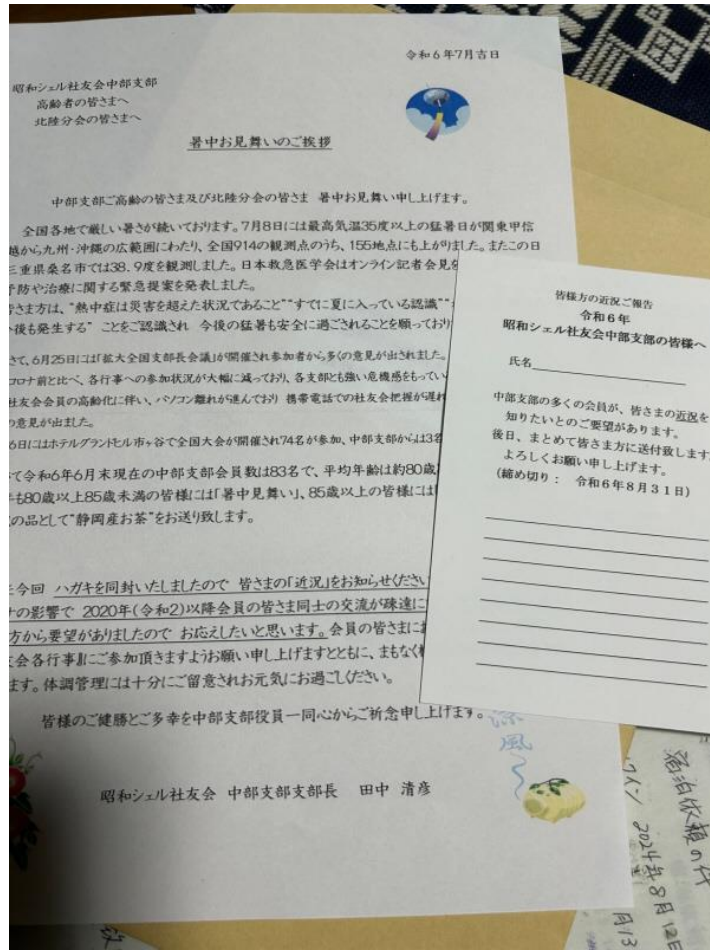 令和6年7月吉日
昭和シェル社友会中部支部
高齢者の皆さまへ
北陸分会の皆さまへ
暑中お見舞いのご挨拶
中部支部ご高齢の皆さま及び北陸分会の皆さま 暑中お見舞い申し上げます。
全国各地で厳しい暑さが続いております。7月8日には最高気温35度以上の猛暑日が関東甲信
越から九州・沖縄の広範囲にわたり、全国914の観測点のうち、155地点にも上がりました。またこの日
三重県桑名市では38.9度を観測しました。日本救急医学会はオンライン記者会見を
予防や治療に関する緊急提案を発表しました。
皆さま方は、“熱中症は災害を超えた状況であること”“すでに夏に入っている認識”
後も発生する” ことをご認識され 今後の猛暑も安全に過ごされることを願っており
さて、6月25日には「拡大全国支部長会議」が開催され参加者から多くの意見が出されました。
コロナ前と比べ、各行事への参加状況が大幅に減っており、各支部とも強い危機感をもってい
社友会会員の高齢化に伴い、パソコン離れが進んでおり 携帯電話での社友会把握が遅れ
の意見が出ました。
6日にはホテルグランドヒル市ヶ谷で全国大会が開催され74名が参加、中部支部からは3名
て令和6年6月末現在の中部支部会員数は83名で、平均年齢は約80歳
も80歳以上85歳未満の皆様には「暑中見舞い」、85歳以上の皆様には
の品として“静岡産お茶”をお送り致します。
今回 ハガキを同封いたしましたので 皆さまの「近況」をお知らせください
ナの影響で 2020年(令和2)以降会員の皆さま同士の交流が疎遠に
方から要望がありましたので お応えしたいと思います。会員の皆さまに
友会各行事』にご参加頂きますようお願い申し上げますとともに、まもなく
ます。体調管理には十分にご留意されお元気にお過ごしください。
皆様のご健勝とご多幸を中部支部役員一同心からご祈念申し上げます。
涼風
昭和シェル社友会 中部支部支部長 田中 清彦
皆様方の近況ご報告
令和6年
昭和シェル社友会中部支部の皆様へ
氏名
中部支部の多くの会員が、皆さまの近況を
知りたいとのご要望があります。
後日、まとめて皆さま方に送付致します
よろしくお願い申し上げます。
(締め切り: 令和6年8月31日)
宿泊依頼の件
2024年8月12日
月13